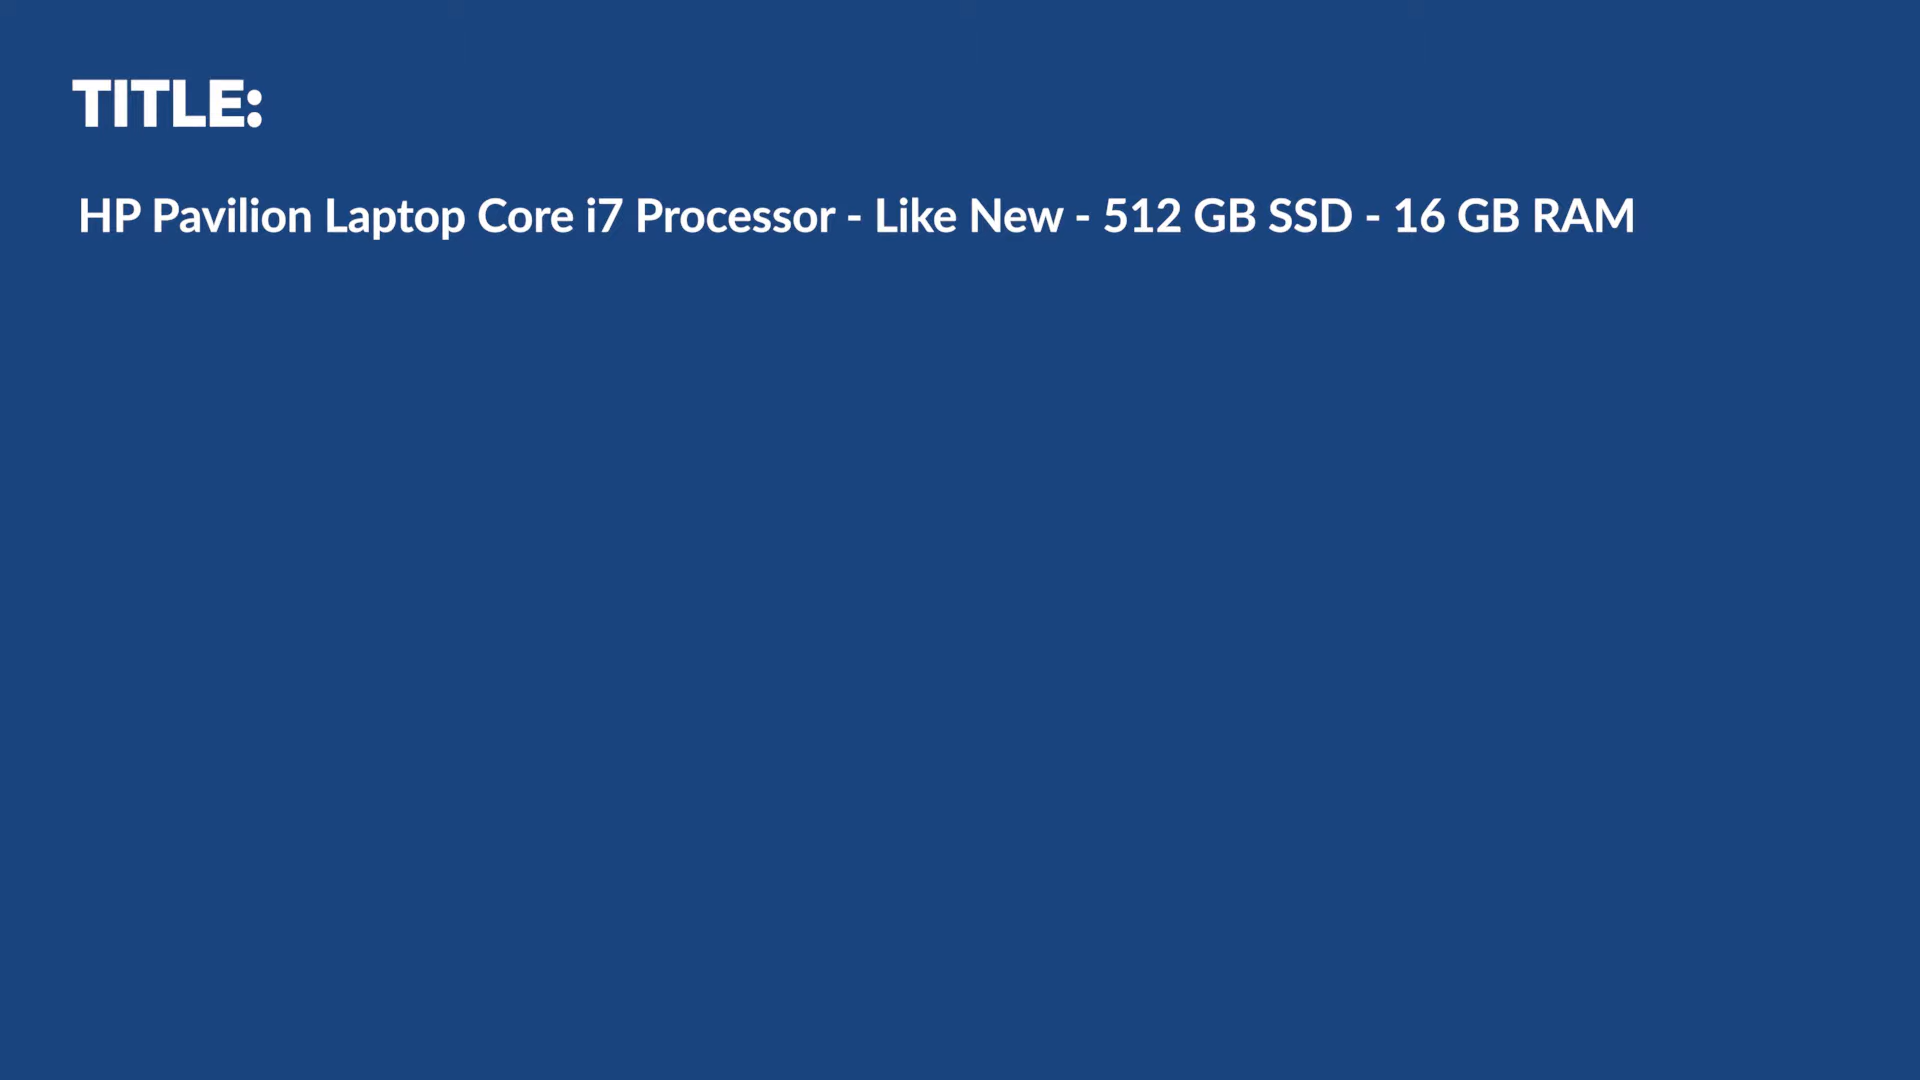 TITLE:
HP Pavilion Laptop Core i7 Processor - Like New - 512 GB SSD - 16 GB RAM